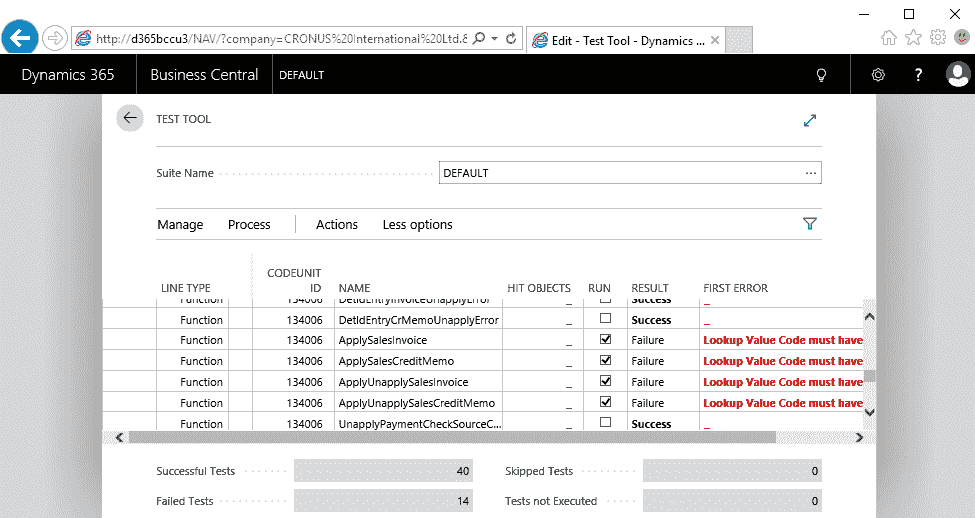 http://d365bccu3/NAV/?company=CRONUS%20International%20Ltd.&
Edit - Test Tool - Dynamics ...
Dynamics 365 Business Central DEFAULT ?
TEST TOOL
Suite Name DEFAULT ...
Manage Process Actions Less options
LINE TYPE CODEUNIT ID NAME HIT OBJECTS RUN RESULT FIRST ERROR
Function 134006 DetldEntryInvoiceUnapplyError _ Success _
Function 134006 DetldEntryCrMemoUnapplyError _ Success _
Function 134006 ApplySalesInvoice _ Failure Lookup Value Code must have
Function 134006 ApplySalesCreditMemo _ Failure Lookup Value Code must have
Function 134006 ApplyUnapplySalesInvoice _ Failure Lookup Value Code must have
Function 134006 ApplyUnapplySalesCreditMemo _ Failure Lookup Value Code must have
Function 134006 UnapplyPaymentCheckSourceC... _ Success _
Successful Tests 40 Skipped Tests 0
Failed Tests 14 Tests not Executed 0